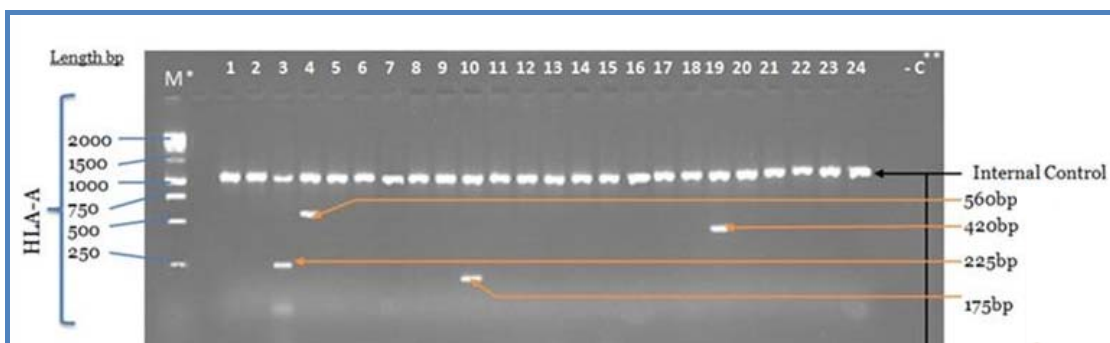 Length bp
M* 1 2 3 4 5 6 7 8 9 10 11 12 13 14 15 16 17 18 19 20 21 22 23 24 - C**
2000
1500
1000
750
500
250
HLA-A
Internal Control
560bp
420bp
225bp
175bp